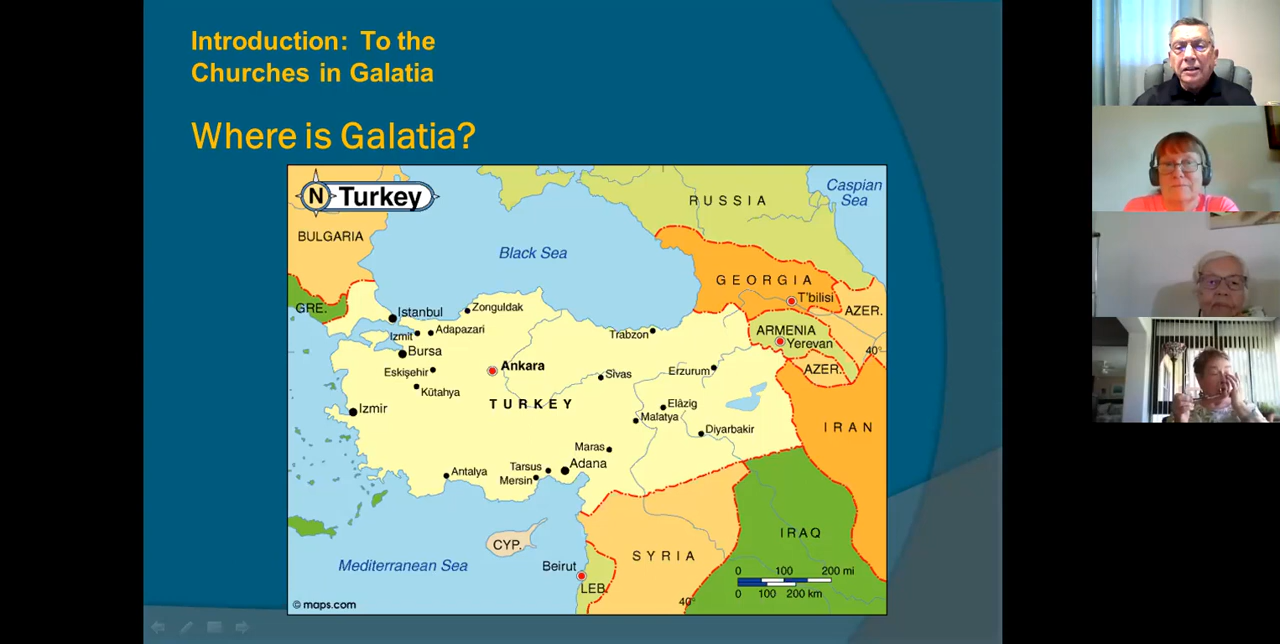 Introduction: To the
Churches in Galatia
Where is Galatia?
N Turkey
RUSSIA
Caspian
Sea
BULGARIA
Black Sea
GEORGIA
T'bilisi
GRE.
Istanbul
Zonguldak
AZER.
Izmit
Adapazari
Trabzon
ARMENIA
Yerevan
40°
Bursa
Ankara
Eskişehir
Sivas
Erzurum
AZER.
Kütahya
TURKEY
Izmir
Elâzig
Malatya
Diyarbakir
IRAN
Maras
Antalya
Tarsus
Adana
Mersin
CYP.
SYRIA
IRAQ
Mediterranean Sea
Beirut
LEB.
40°
0 100 200 mi
0 100 200 km
© maps.com